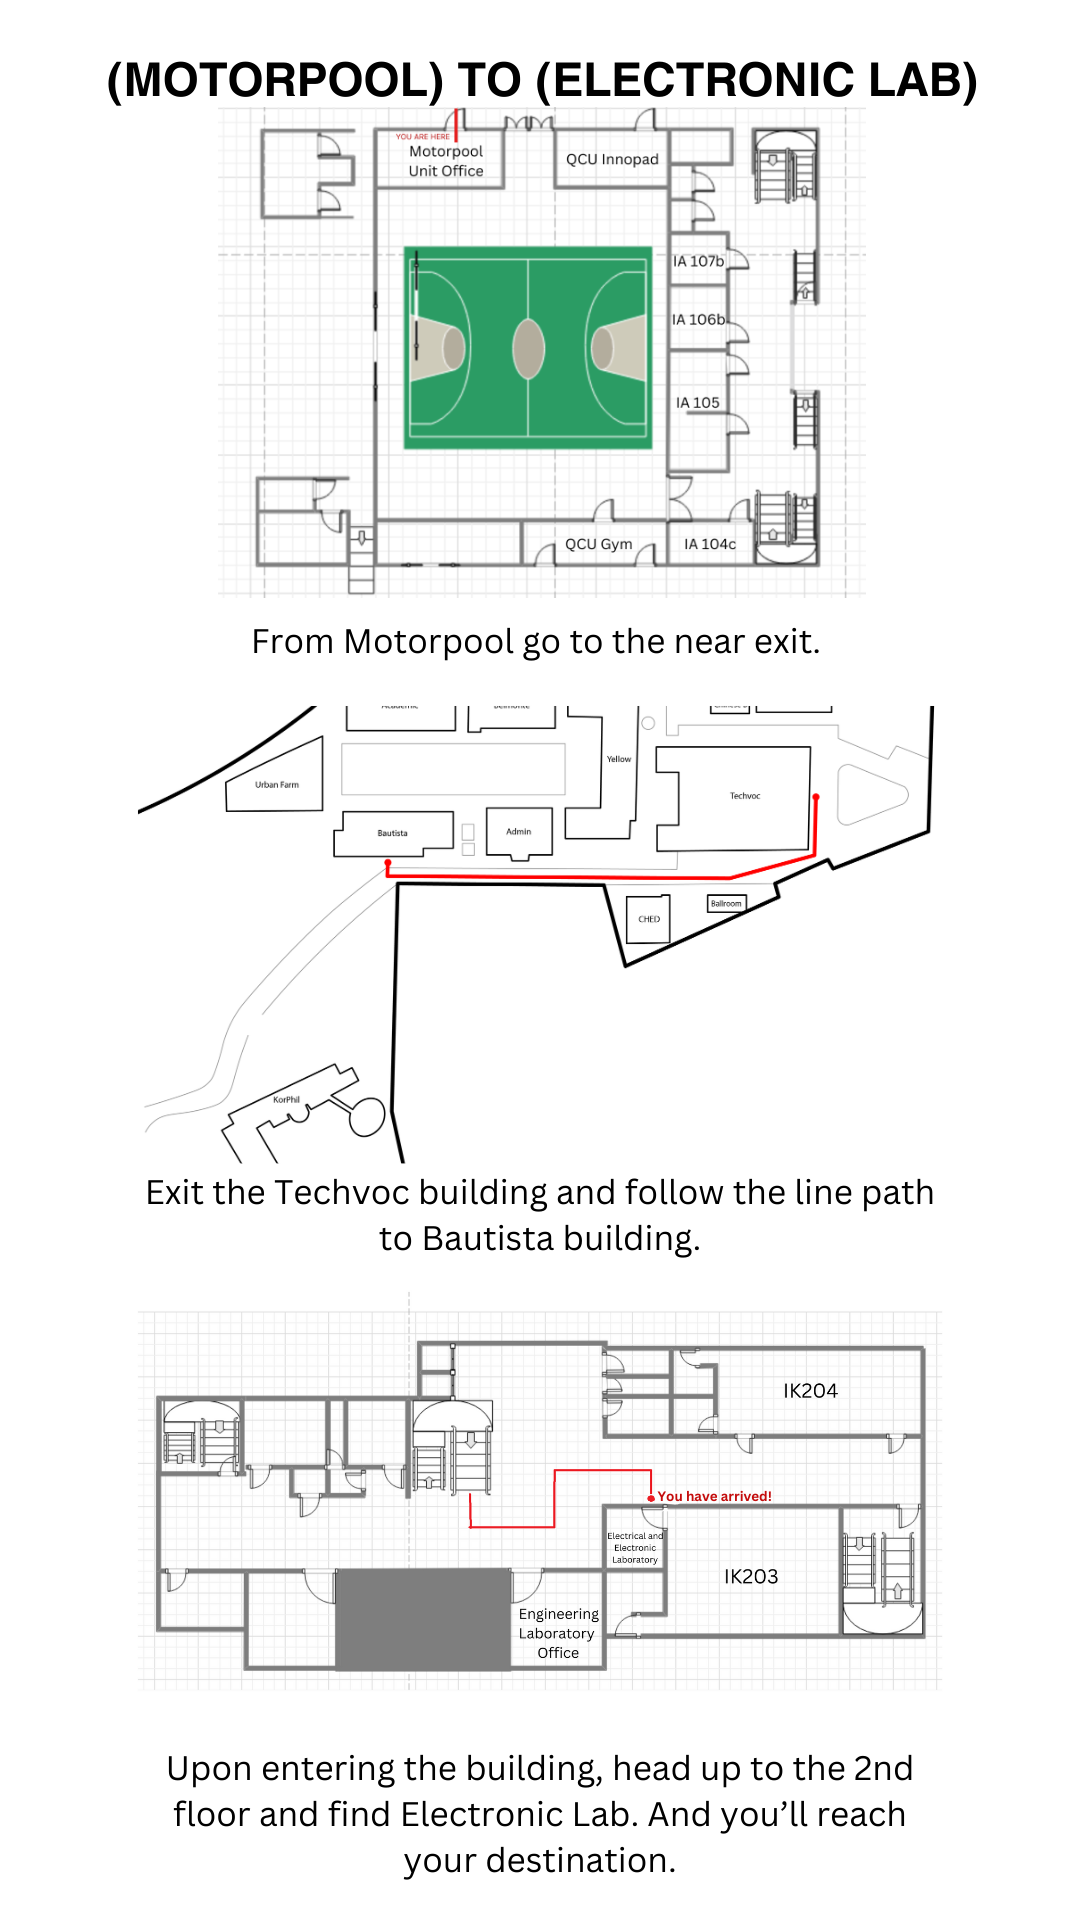 (MOTORPOOL) TO (ELECTRONIC LAB)
YOU ARE HERE
Motorpool
Unit Office
QCU Innopad
IA 107b
IA 106b
IA 105
QCU Gym
IA 104c
From Motorpool go to the near exit.
Academic
Belmonte
Yellow
Urban Farm
Techvoc
Bautista
Admin
CHED
Ballroom
KorPhil
Exit the Techvoc building and follow the line path
to Bautista building.
IK204
You have arrived!
Electrical and
Electronic
Laboratory
IK203
Engineering
Laboratory
Office
Upon entering the building, head up to the 2nd
floor and find Electronic Lab. And you’ll reach
your destination.